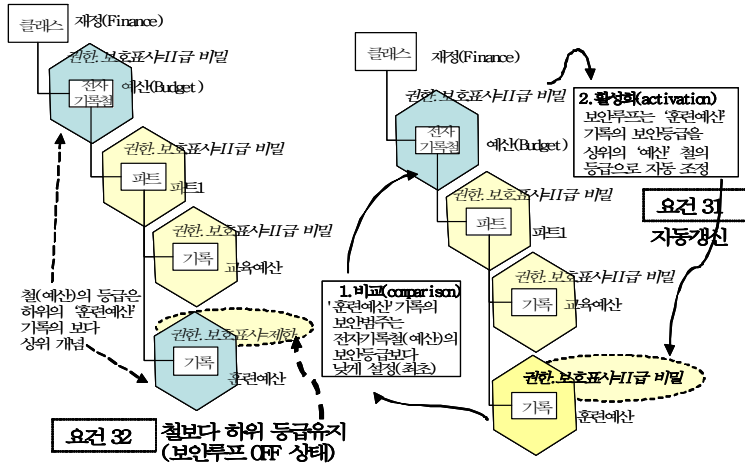 클래스
재정(Finance)
권한: 보호표시=II급 비밀
전자
기록철
예산(Budget)
권한: 보호표시=II급 비밀
파트
파트1
권한: 보호표시=II급 비밀
기록
교육예산
철(예산)의 등급은
하위의 '훈련예산'
기록의 보다
상위 개념
권한: 보호표시=제한
기록
훈련예산
요건 32
철보다 하위 등급유지
(보안루프 OFF 상태)
클래스
재정(Finance)
권한: 보호표시=II급 비밀
전자
기록철
예산(Budget)
권한: 보호표시=II급 비밀
파트
파트1
권한: 보호표시=II급 비밀
기록
교육예산
권한: 보호표시=II급 비밀
기록
훈련예산
1. 비교(comparison)
'훈련예산'기록의
보안범주는
전자기록철(예산)의
보안등급보다
낮게 설정(최초)
2. 활성화(activation)
보안루프는 '훈련예산'
기록의 보안등급을
상위의 '예산' 철의
등급으로 자동 조정
요건 31
자동갱신